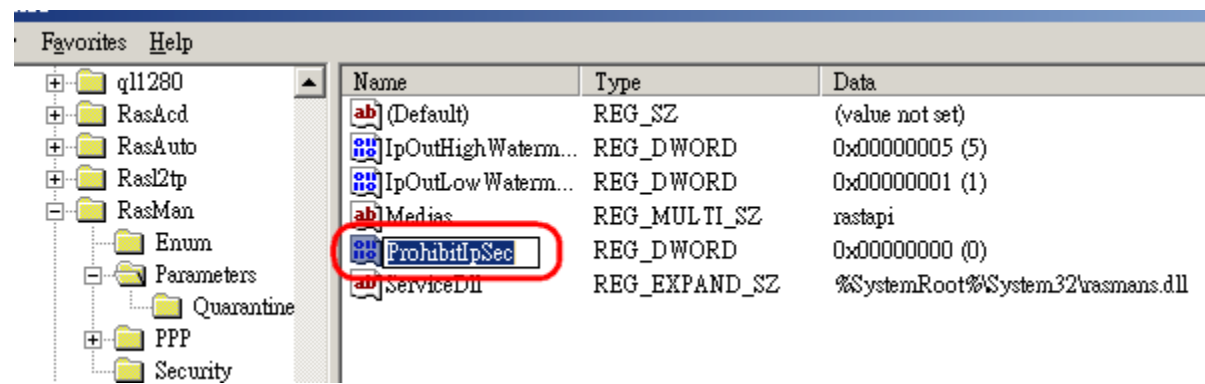 Favorites Help
ql1280
RasAcd
RasAuto
Rasl2tp
RasMan
Enum
Parameters
Quarantine
PPP
Security
Name Type Data
(Default) REG_SZ (value not set)
IpOutHighWaterm... REG_DWORD 0x00000005 (5)
IpOutLowWaterm... REG_DWORD 0x00000001 (1)
Medias REG_MULTI_SZ rastapi
ProhibitIpSec REG_DWORD 0x00000000 (0)
ServiceDll REG_EXPAND_SZ %SystemRoot%\System32\rasmans.dll